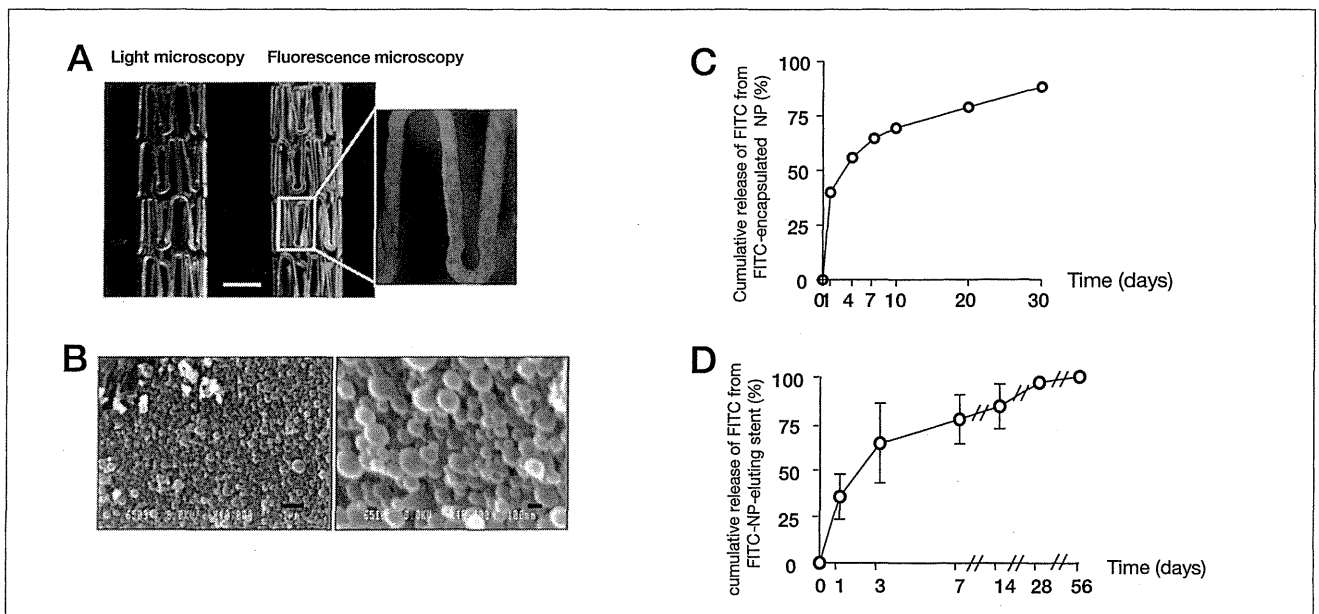 A
Light microscopy
Fluorescence microscopy
B
C
Cumulative release of FITC from
FITC-encapsulated NP (%)
100
75
50
25
0
01 4 7 10 20 30
Time (days)
D
cumulative release of FITC from
FITC-NP-eluting stent (%)
100
75
50
25
0
0 1 3 7 14 28 56
Time (days)